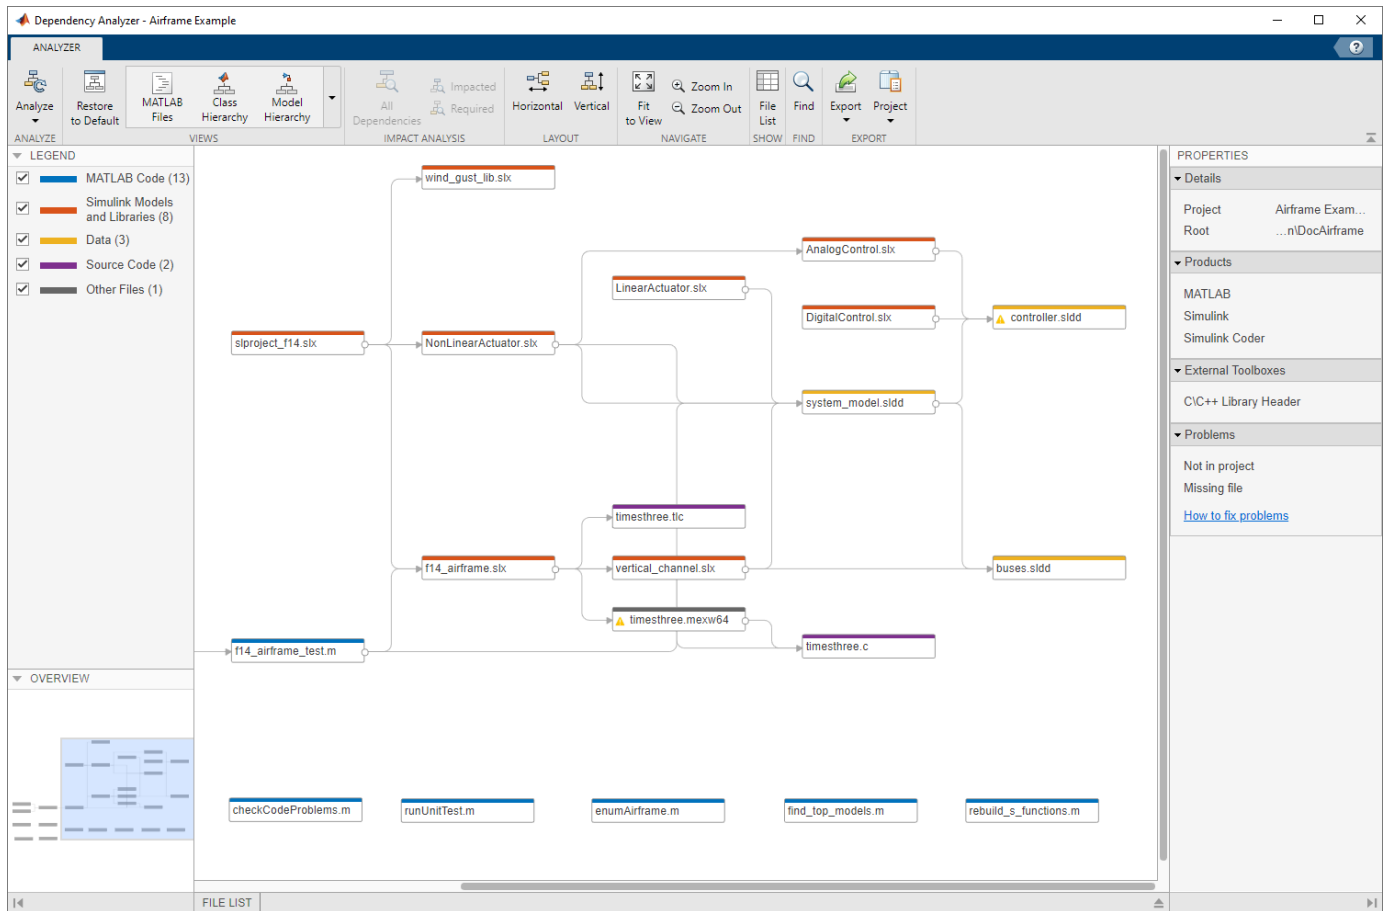 Dependency Analyzer - Airframe Example
ANALYZER
?
Analyze
Restore
to Default
MATLAB
Files
Class
Hierarchy
Model
Hierarchy
All
Dependencies
Impacted
Required
Horizontal
Vertical
Fit
to View
Zoom In
Zoom Out
File
List
Find
Export
Project
ANALYZE
VIEWS
IMPACT ANALYSIS
LAYOUT
NAVIGATE
SHOW
FIND
EXPORT
LEGEND
MATLAB Code (13)
Simulink Models
and Libraries (8)
Data (3)
Source Code (2)
Other Files (1)
OVERVIEW
wind_gust_lib.slx
AnalogControl.slx
LinearActuator.slx
DigitalControl.slx
controller.sldd
slproject_f14.slx
NonLinearActuator.slx
system_model.sldd
timesthree.tlc
f14_airframe.slx
vertical_channel.slx
buses.sldd
timesthree.mexw64
f14_airframe_test.m
timesthree.c
checkCodeProblems.m
runUnitTest.m
enumAirframe.m
find_top_models.m
rebuild_s_functions.m
FILE LIST
PROPERTIES
Details
Project Airframe Exam...
Root ...n\DocAirframe
Products
MATLAB
Simulink
Simulink Coder
External Toolboxes
C\C++ Library Header
Problems
Not in project
Missing file
How to fix problems